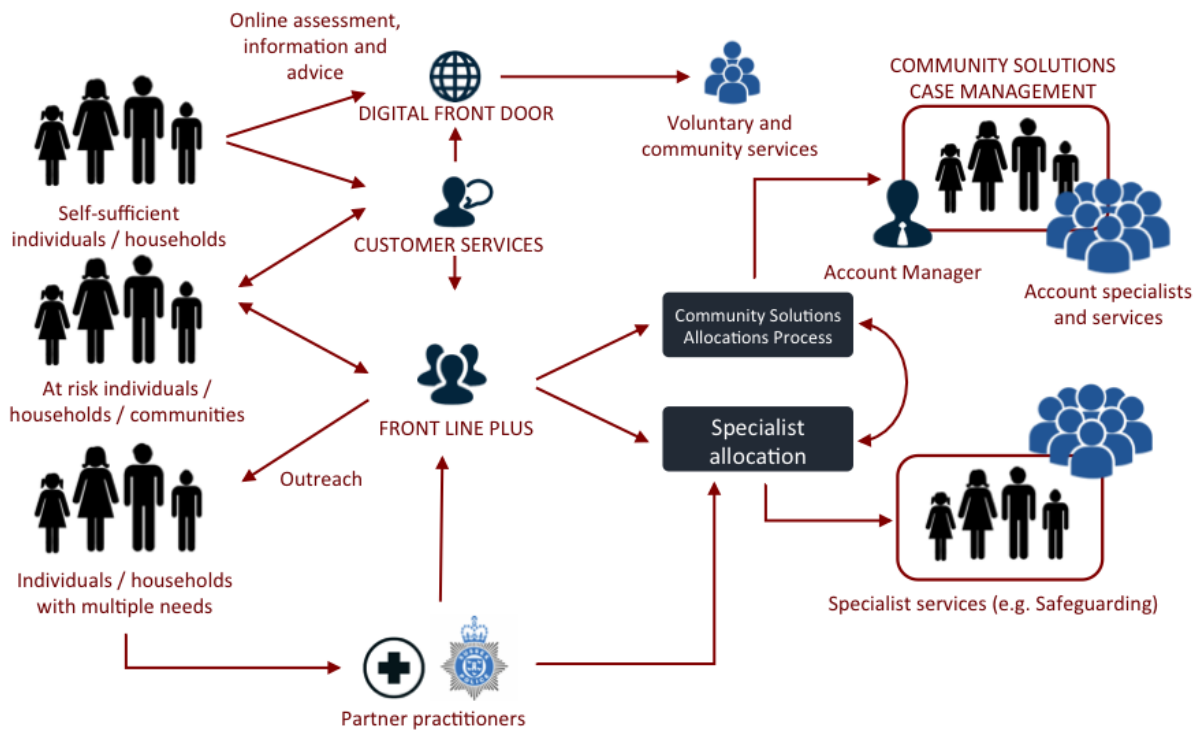 Online assessment,
information and
advice
DIGITAL FRONT DOOR
Voluntary and
community services
COMMUNITY SOLUTIONS
CASE MANAGEMENT
Self-sufficient
individuals / households
CUSTOMER SERVICES
Account Manager
Account specialists
and services
Community Solutions
Allocations Process
At risk individuals /
households / communities
FRONT LINE PLUS
Specialist
allocation
Outreach
Individuals / households
with multiple needs
Specialist services (e.g. Safeguarding)
SUSSEX
POLICE
Partner practitioners